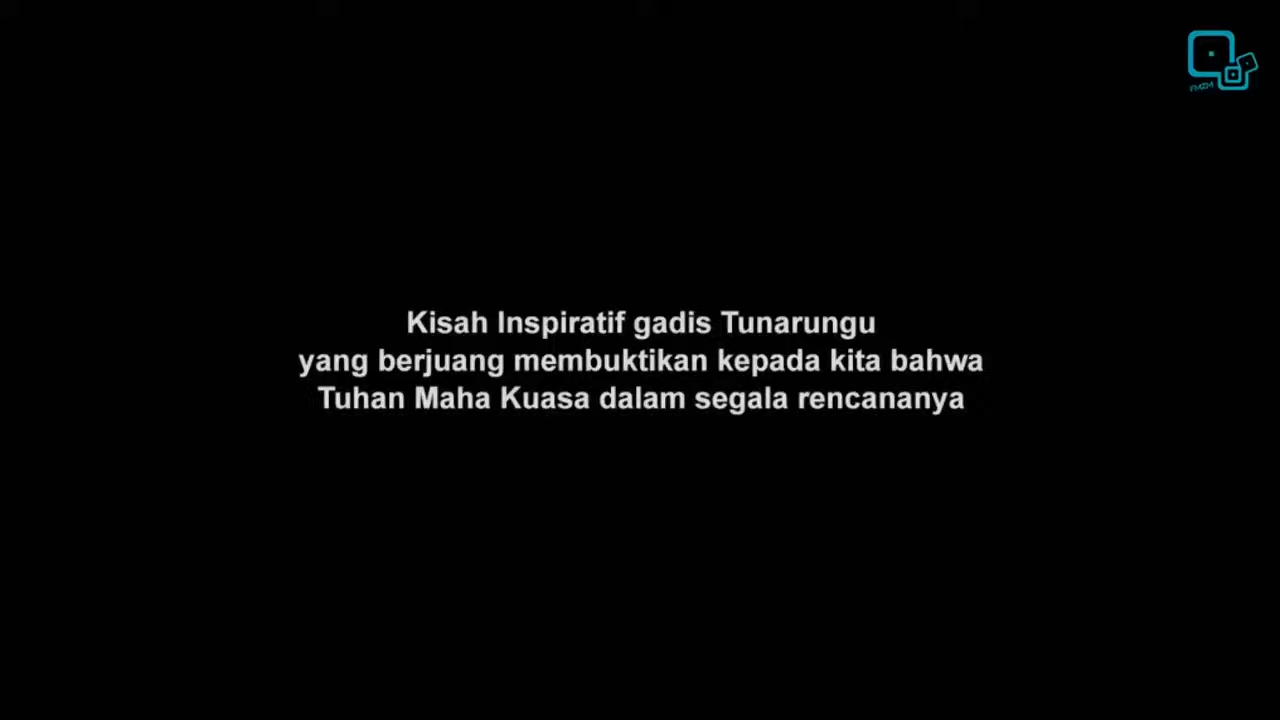 Kisah Inspiratif gadis Tunarungu
yang berjuang membuktikan kepada kita bahwa
Tuhan Maha Kuasa dalam segala rencananya